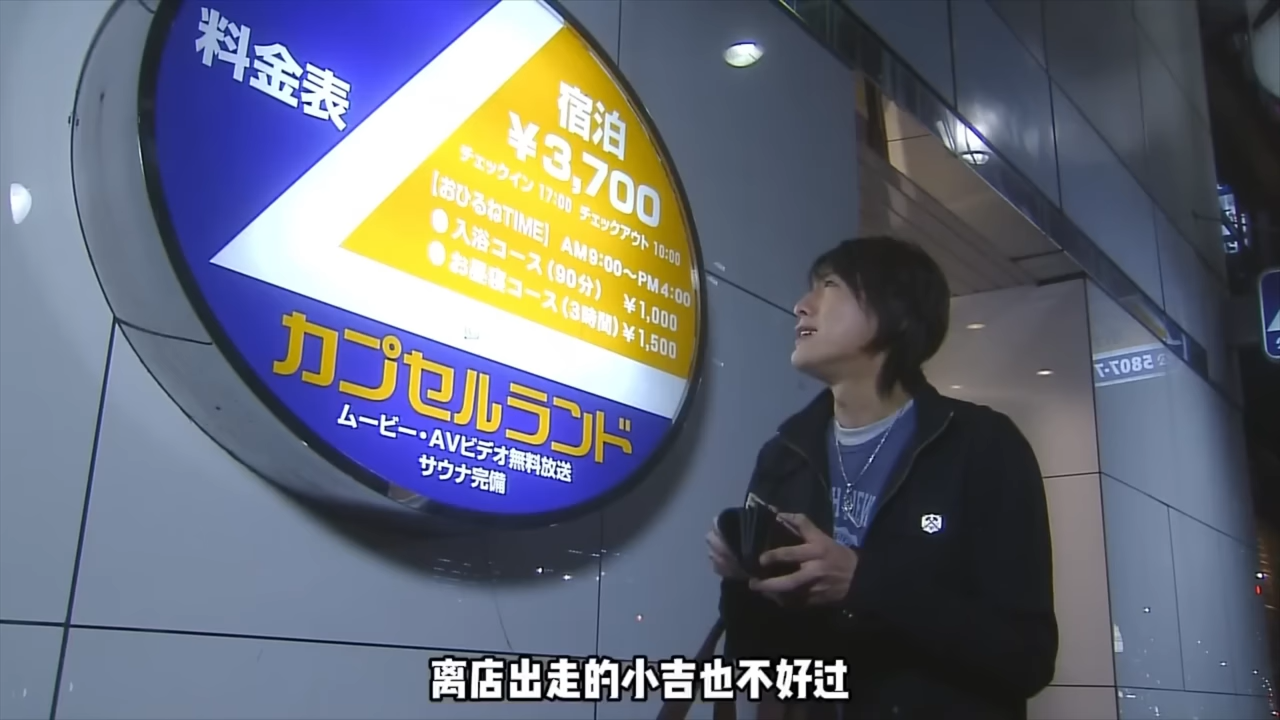 料金表
宿泊
¥3,700
チェックイン 17:00 チェックアウト 10:00
[おひるねTIME] AM9:00~PM4:00
●入浴コース(90分) ¥1,000
●お昼寝コース(3時間) ¥1,500
カプセルランド
ムービー・AVビデオ無料放送
サウナ完備
离店出走的小吉也不好过